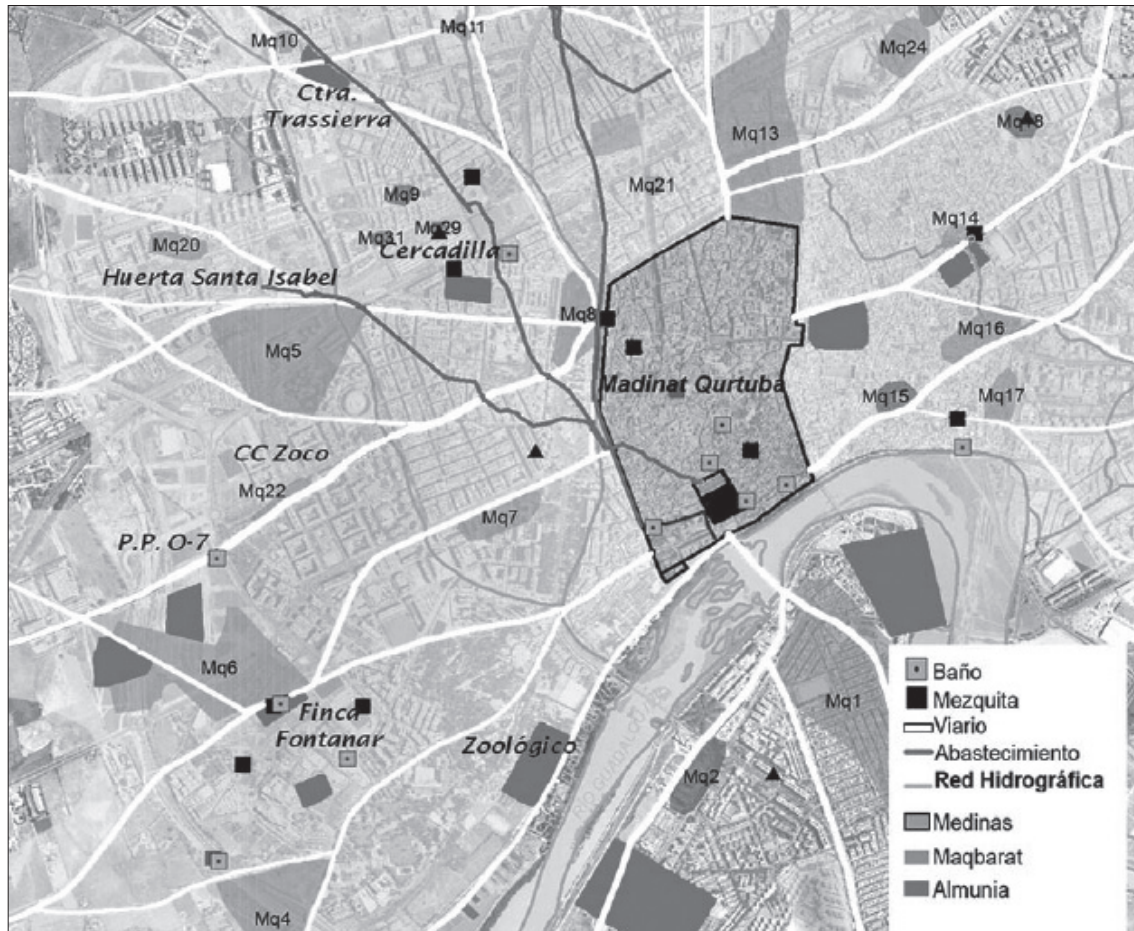 Mq10
Mq11
Mq24
Ctra.
Trassierra
Mq18
Mq13
Mq21
Mq9
Mq14
Mq29
Mq31
Mq20
Cercadilla
Huerta Santa Isabel
Mq8
Mq16
Mq5
Madinat Qurtuba
Mq15
Mq17
CC Zoco
Mq22
Mq7
P.P. O-7
Mq6
Finca
Fontanar
Zoológico
Mq1
Mq2
Mq4
Baño
Mezquita
Viario
Abastecimiento
Red Hidrográfica
Medinas
Maqbarat
Almunia